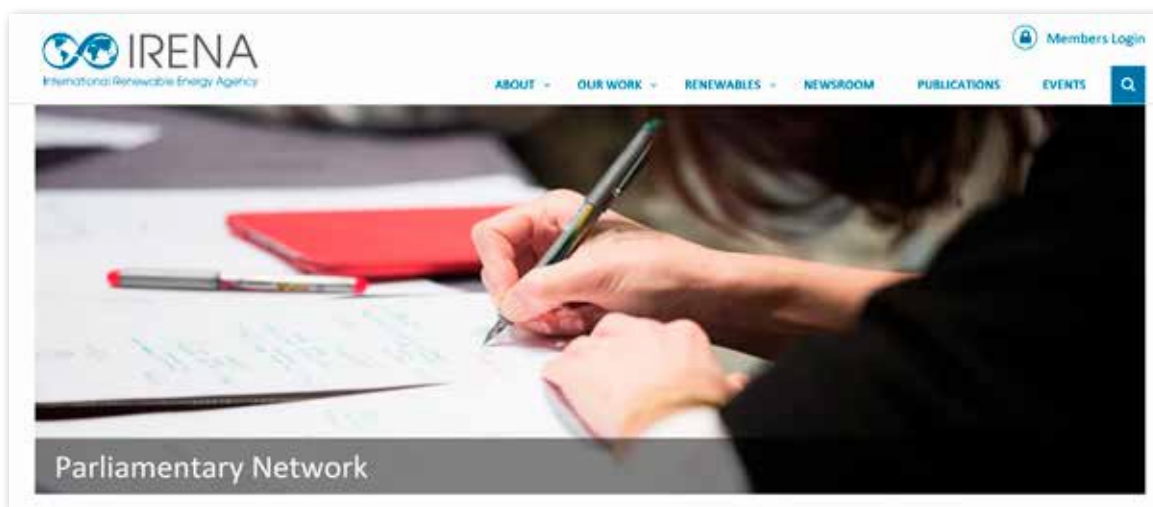 IRENA
International Renewable Energy Agency
Members Login
ABOUT OUR WORK RENEWABLES NEWSROOM PUBLICATIONS EVENTS
Parliamentary Network